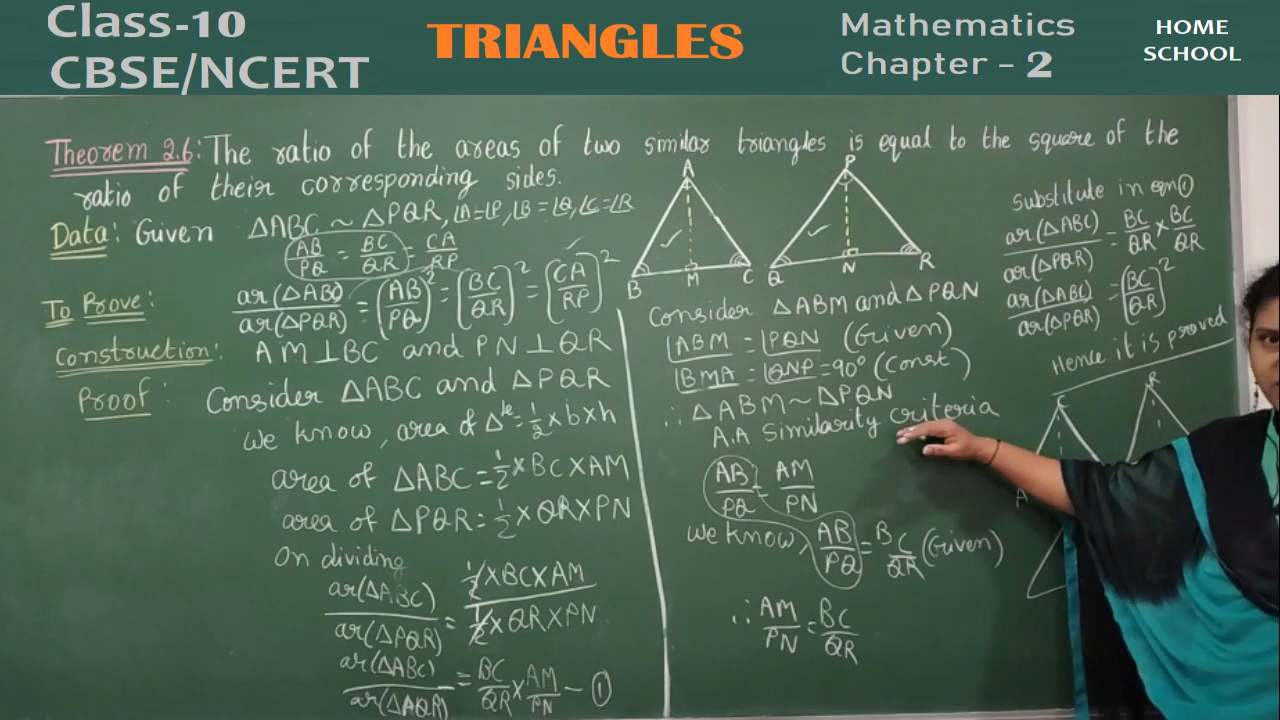 Class-10
CBSE/NCERT
TRIANGLES
Mathematics
Chapter - 2
HOME
SCHOOL
Theorem 2.6: The ratio of the areas of two similar triangles is equal to the square of the
ratio of their corresponding sides.
Data: Given ΔABC ~ ΔPQR, ∠A=∠P, ∠B=∠Q, ∠C=∠R
AB/PQ = BC/QR = CA/RP
To Prove: ar(ΔABC)/ar(ΔPQR) = (AB/PQ)² = (BC/QR)² = (CA/RP)²
Construction: AM⊥BC and PN⊥QR
Proof: Consider ΔABC and ΔPQR
We know, area of Δle = 1/2 × b × h
area of ΔABC = 1/2 × BC × AM
area of ΔPQR = 1/2 × QR × PN
On dividing
ar(ΔABC)/ar(ΔPQR) = 1/2 × BC × AM / 1/2 × QR × PN
ar(ΔABC)/ar(ΔPQR) = BC/QR × AM/PN – ①
A
B
M
C
P
Q
N
R
Consider ΔABM and ΔPQN
∠ABM = ∠PQN (Given)
∠BMA = ∠QNP = 90° (Const)
∴ ΔABM ~ ΔPQN
A.A Similarity criteria
AB/PQ = AM/PN
We know, AB/PQ = BC/QR (Given)
∴ AM/PN = BC/QR
Substitute in eqn ①
ar(ΔABC)/ar(ΔPQR) = BC/QR × BC/QR
ar(ΔABC)/ar(ΔPQR) = (BC/QR)²
Hence it is proved
R
A